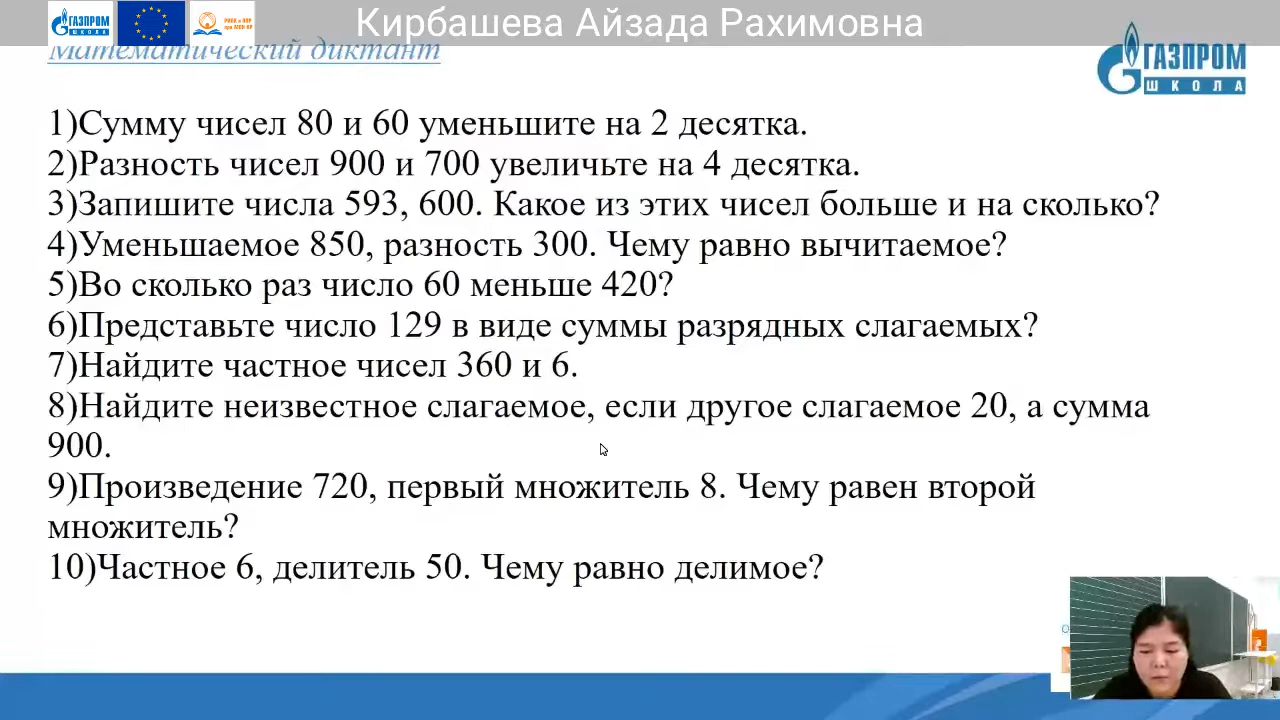 Кирбашева Айзада Рахимовна
ГАЗПРОМ
ШКОЛА
Математический диктант
ГАЗПРОМ
ШКОЛА
1)Сумму чисел 80 и 60 уменьшите на 2 десятка.
2)Разность чисел 900 и 700 увеличьте на 4 десятка.
3)Запишите числа 593, 600. Какое из этих чисел больше и на сколько?
4)Уменьшаемое 850, разность 300. Чему равно вычитаемое?
5)Во сколько раз число 60 меньше 420?
6)Представьте число 129 в виде суммы разрядных слагаемых?
7)Найдите частное чисел 360 и 6.
8)Найдите неизвестное слагаемое, если другое слагаемое 20, а сумма
900.
9)Произведение 720, первый множитель 8. Чему равен второй
множитель?
10)Частное 6, делитель 50. Чему равно делимое?